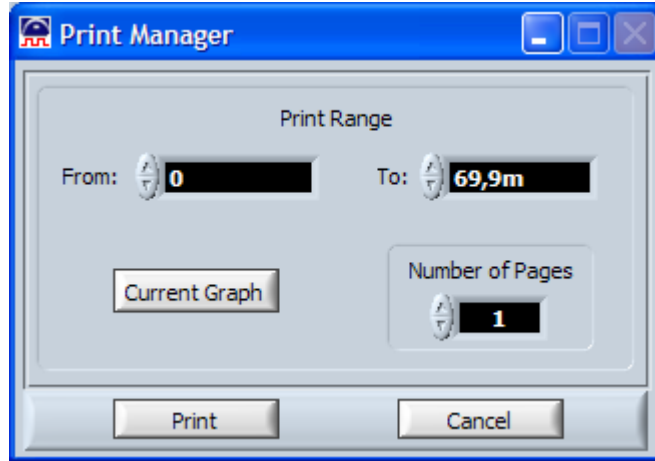 Print Manager
Print Range
From: 0
To: 69,9m
Current Graph
Number of Pages
1
Print
Cancel